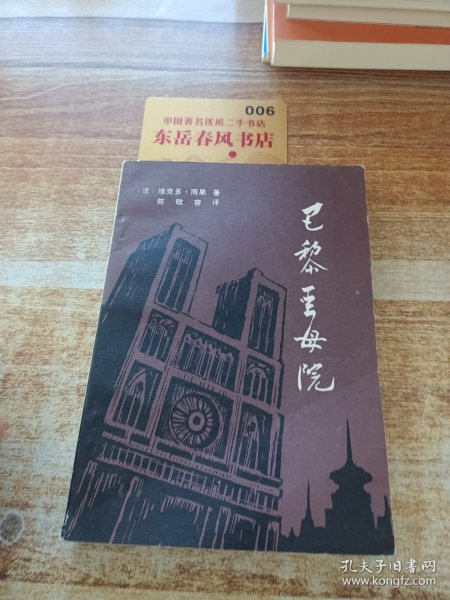 006
中国著名优质二手书店
东岳春风书店
(法)维克多·雨果 著
陈敬容 译
巴黎圣母院
孔夫子旧书网
www.kongfz.com